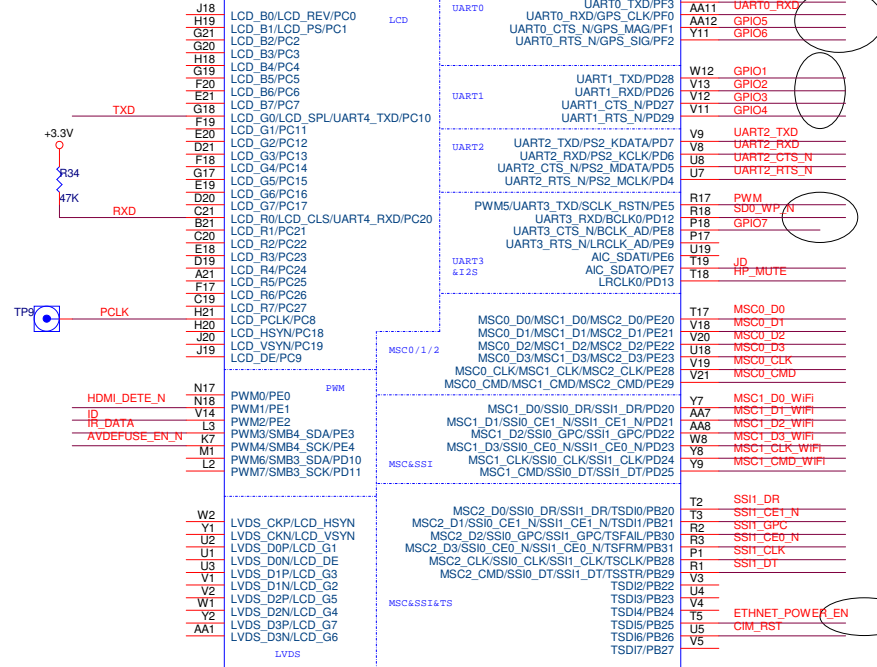 J18 LCD_B0/LCD_REV/PC0
H19 LCD_B1/LCD_PS/PC1
G21 LCD_B2/PC2
G20 LCD_B3/PC3
H18 LCD_B4/PC4
G19 LCD_B5/PC5
F20 LCD_B6/PC6
E21 LCD_B7/PC7
TXD G18 LCD_G0/LCD_SPL/UART4_TXD/PC10
F19 LCD_G1/PC11
E20 LCD_G2/PC12
D21 LCD_G3/PC13
F18 LCD_G4/PC14
G17 LCD_G5/PC15
E19 LCD_G6/PC16
D20 LCD_G7/PC17
RXD C21 LCD_R0/LCD_CLS/UART4_RXD/PC20
B21 LCD_R1/PC21
C20 LCD_R2/PC22
E18 LCD_R3/PC23
D19 LCD_R4/PC24
A21 LCD_R5/PC25
F17 LCD_R6/PC26
C19 LCD_R7/PC27
TP9 PCLK H21 LCD_PCLK/PC8
H20 LCD_HSYN/PC18
J20 LCD_VSYN/PC19
J19 LCD_DE/PC9
+3.3V
R34
47K
LCD
N17 PWM0/PE0
HDMI_DETE_N N18 PWM1/PE1
ID V14 PWM2/PE2
IR_DATA L3 PWM3/SMB4_SDA/PE3
AVDEFUSE_EN_N K7 PWM4/SMB4_SCK/PE4
M1 PWM6/SMB3_SDA/PD10
L2 PWM7/SMB3_SCK/PD11
PWM
W2 LVDS_CKP/LCD_HSYN
Y1 LVDS_CKN/LCD_VSYN
U2 LVDS_D0P/LCD_G1
U1 LVDS_D0N/LCD_DE
U3 LVDS_D1P/LCD_G3
V1 LVDS_D1N/LCD_G2
V2 LVDS_D2P/LCD_G5
W1 LVDS_D2N/LCD_G4
Y2 LVDS_D3P/LCD_G7
AA1 LVDS_D3N/LCD_G6
LVDS
UART0
UART0_TXD/PF3
UART0_RXD/GPS_CLK/PF0 AA11 UART0_RXD
UART0_CTS_N/GPS_MAG/PF1 AA12 GPIO5
UART0_RTS_N/GPS_SIG/PF2 Y11 GPIO6
UART1
UART1_TXD/PD28 W12 GPIO1
UART1_RXD/PD26 V13 GPIO2
UART1_CTS_N/PD27 V12 GPIO3
UART1_RTS_N/PD29 V11 GPIO4
UART2
UART2_TXD/PS2_KDATA/PD7 V9 UART2_TXD
UART2_RXD/PS2_KCLK/PD6 V8 UART2_RXD
UART2_CTS_N/PS2_MDATA/PD5 U8 UART2_CTS_N
UART2_RTS_N/PS2_MCLK/PD4 U7 UART2_RTS_N
UART3
&I2S
PWM5/UART3_TXD/SCLK_RSTN/PE5 R17 PWM
UART3_RXD/BCLK0/PD12 R18 SD0_WP_N
UART3_CTS_N/BCLK_AD/PE8 P18 GPIO7
UART3_RTS_N/LRCLK_AD/PE9 P17
AIC_SDATI/PE6 U19
AIC_SDATO/PE7 T19 JD
LRCLK0/PD13 T18 HP_MUTE
MSC0/1/2
MSC0_D0/MSC1_D0/MSC2_D0/PE20 T17 MSC0_D0
MSC0_D1/MSC1_D1/MSC2_D1/PE21 V18 MSC0_D1
MSC0_D2/MSC1_D2/MSC2_D2/PE22 V20 MSC0_D2
MSC0_D3/MSC1_D3/MSC2_D3/PE23 U18 MSC0_D3
MSC0_CLK/MSC1_CLK/MSC2_CLK/PE28 V19 MSC0_CLK
MSC0_CMD/MSC1_CMD/MSC2_CMD/PE29 V21 MSC0_CMD
MSC&SSI
MSC1_D0/SSI0_DR/SSI1_DR/PD20 Y7 MSC1_D0_WiFi
MSC1_D1/SSI0_CE1_N/SSI1_CE1_N/PD21 AA7 MSC1_D1_WiFi
MSC1_D2/SSI0_GPC/SSI1_GPC/PD22 AA8 MSC1_D2_WiFi
MSC1_D3/SSI0_CE0_N/SSI1_CE0_N/PD23 W8 MSC1_D3_WiFi
MSC1_CLK/SSI0_CLK/SSI1_CLK/PD24 Y8 MSC1_CLK_WiFi
MSC1_CMD/SSI0_DT/SSI1_DT/PD25 Y9 MSC1_CMD_WiFi
MSC&SSI&TS
MSC2_D0/SSI0_DR/SSI1_DR/TSDI0/PB20 T2 SSI1_DR
MSC2_D1/SSI0_CE1_N/SSI1_CE1_N/TSDI1/PB21 T3 SSI1_CE1_N
MSC2_D2/SSI0_GPC/SSI1_GPC/TSFAIL/PB30 R2 SSI1_GPC
MSC2_D3/SSI0_CE0_N/SSI1_CE0_N/TSFRM/PB31 R3 SSI1_CE0_N
MSC2_CLK/SSI0_CLK/SSI1_CLK/TSCLK/PB28 P1 SSI1_CLK
MSC2_CMD/SSI0_DT/SSI1_DT/TSSTR/PB29 R1 SSI1_DT
TSDI2/PB22 V3
TSDI3/PB23 U4
TSDI4/PB24 V4
TSDI5/PB25 T5 ETHNET_POWER_EN
TSDI6/PB26 U5 CIM_RST
TSDI7/PB27 V5